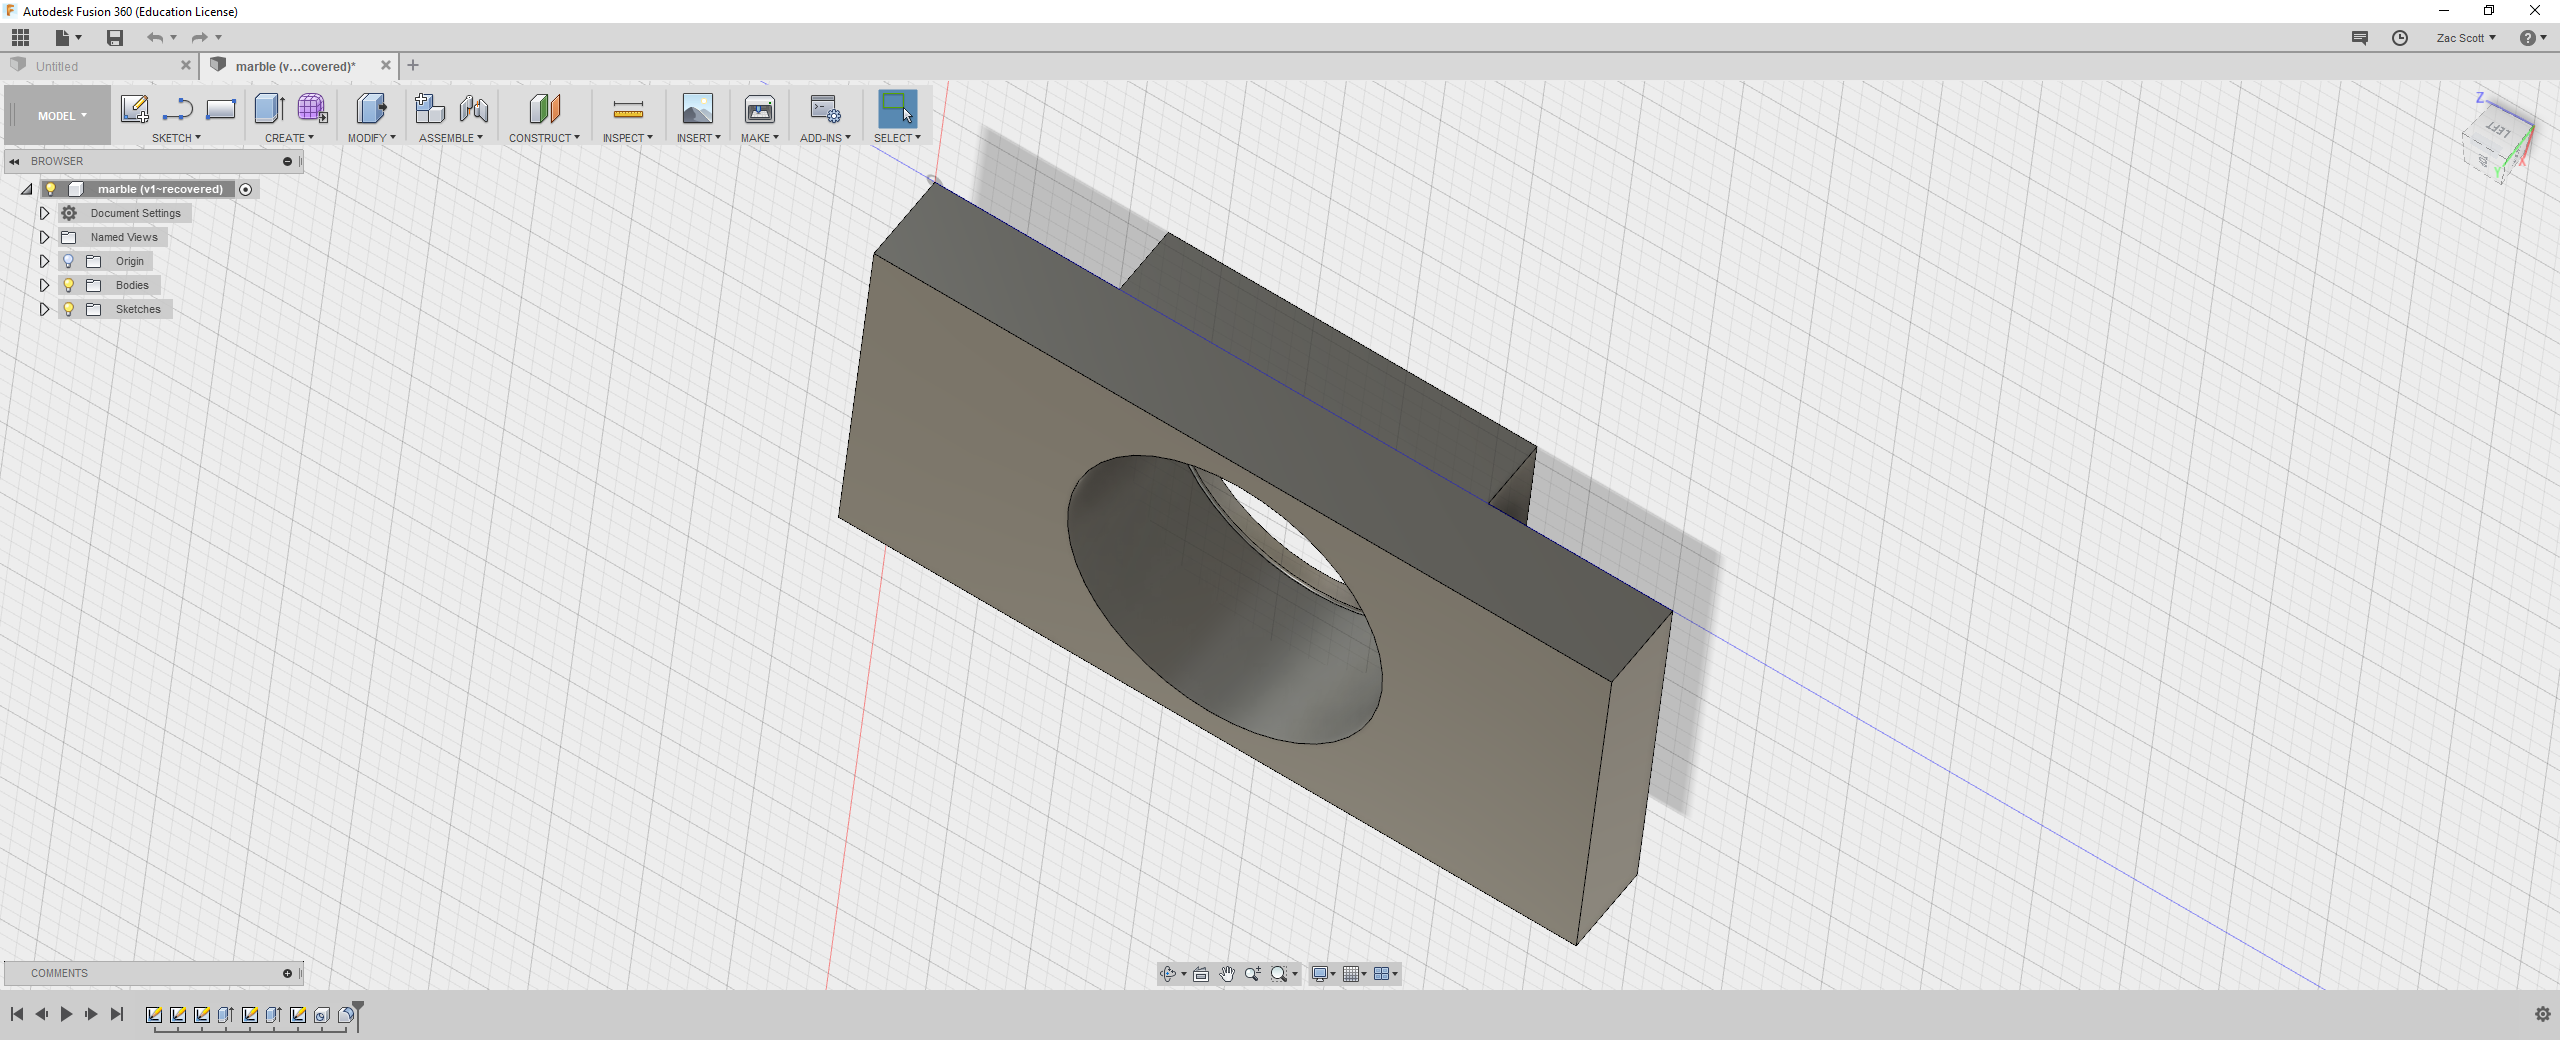 Autodesk Fusion 360 (Education License)
Zac Scott
Untitled
marble (v...covered)*
MODEL
SKETCH
CREATE
MODIFY
ASSEMBLE
CONSTRUCT
INSPECT
INSERT
MAKE
ADD-INS
SELECT
BROWSER
marble (v1~recovered)
Document Settings
Named Views
Origin
Bodies
Sketches
Z
LEFT
X
Y
COMMENTS